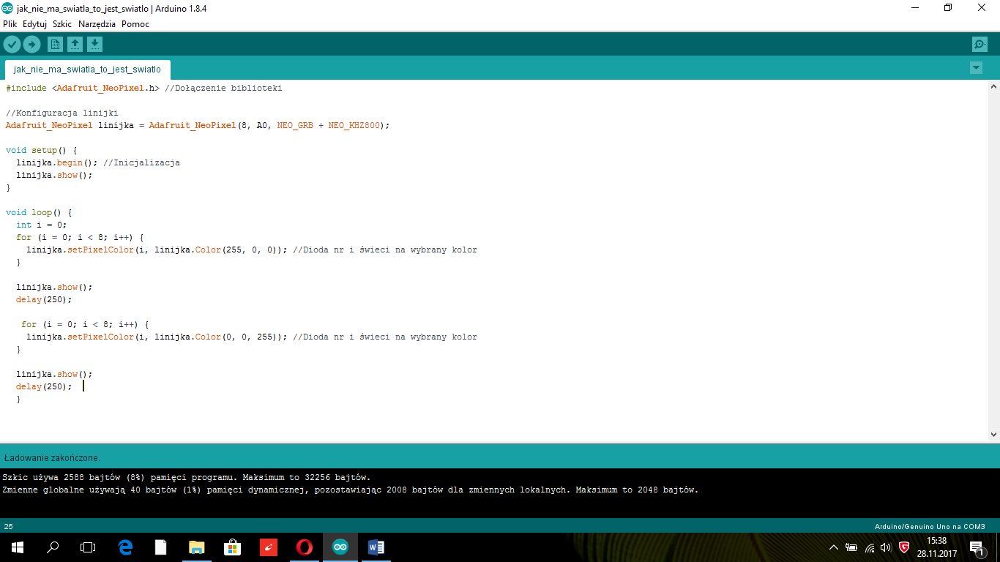 jak_nie_ma_swiatla_to_jest_swiatlo | Arduino 1.8.4
Plik Edytuj Szkic Narzędzia Pomoc
jak_nie_ma_swiatla_to_jest_swiatlo
#include <Adafruit_NeoPixel.h> //Dołączenie biblioteki
//Konfiguracja linijki
Adafruit_NeoPixel linijka = Adafruit_NeoPixel(8, A0, NEO_GRB + NEO_KHZ800);
void setup() {
linijka.begin(); //Inicjalizacja
linijka.show();
}
void loop() {
int i = 0;
for (i = 0; i < 8; i++) {
linijka.setPixelColor(i, linijka.Color(255, 0, 0)); //Dioda nr i świeci na wybrany kolor
}
linijka.show();
delay(250);
for (i = 0; i < 8; i++) {
linijka.setPixelColor(i, linijka.Color(0, 0, 255)); //Dioda nr i świeci na wybrany kolor
}
linijka.show();
delay(250);
}
Ładowanie zakończone.
Szkic używa 2588 bajtów (8%) pamięci programu. Maksimum to 32256 bajtów.
Zmienne globalne używają 40 bajtów (1%) pamięci dynamicznej, pozostawiając 2008 bajtów dla zmiennych lokalnych. Maksimum to 2048 bajtów.
25
Arduino/Genuino Uno na COM3
15:38
28.11.2017
1